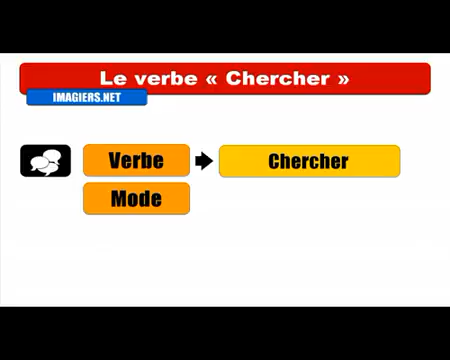 Le verbe « Chercher »
IMAGIERS.NET
Verbe Chercher
Mode